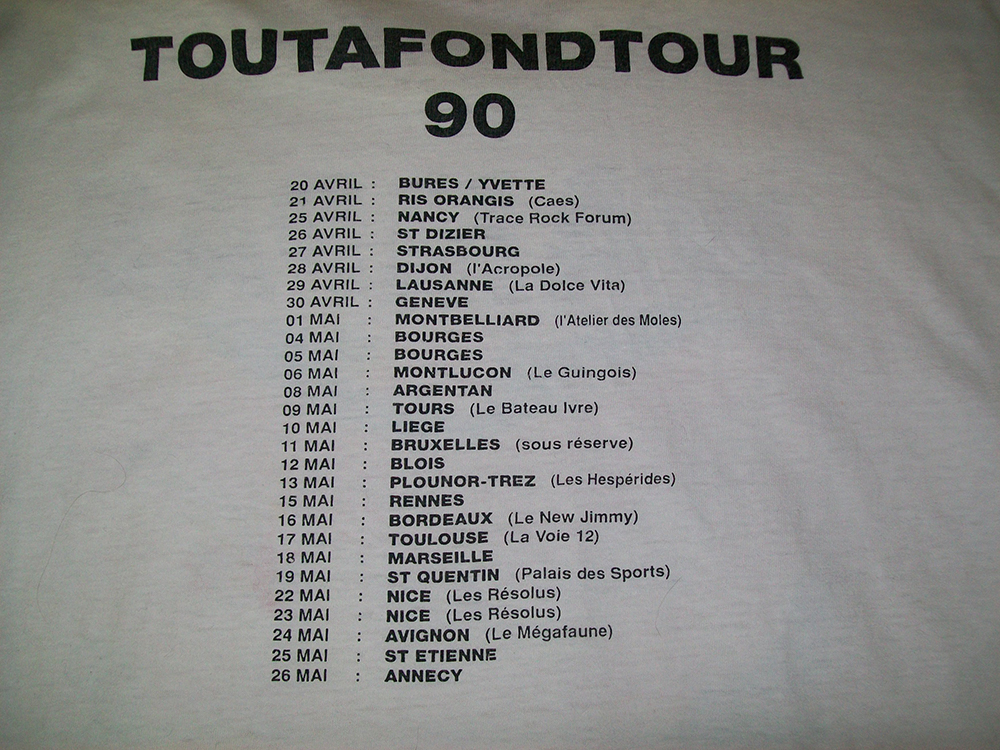 TOUTAFONDTOUR
90
20 AVRIL : BURES / YVETTE
21 AVRIL : RIS ORANGIS (Caes)
25 AVRIL : NANCY (Trace Rock Forum)
26 AVRIL : ST DIZIER
27 AVRIL : STRASBOURG
28 AVRIL : DIJON (l'Acropole)
29 AVRIL : LAUSANNE (La Dolce Vita)
30 AVRIL : GENEVE
01 MAI : MONTBELLIARD (l'Atelier des Moles)
04 MAI : BOURGES
05 MAI : BOURGES
06 MAI : MONTLUCON (Le Guingois)
08 MAI : ARGENTAN
09 MAI : TOURS (Le Bateau Ivre)
10 MAI : LIEGE
11 MAI : BRUXELLES (sous réserve)
12 MAI : BLOIS
13 MAI : PLOUNOR-TREZ (Les Hespérides)
15 MAI : RENNES
16 MAI : BORDEAUX (Le New Jimmy)
17 MAI : TOULOUSE (La Voie 12)
18 MAI : MARSEILLE
19 MAI : ST QUENTIN (Palais des Sports)
22 MAI : NICE (Les Résolus)
23 MAI : NICE (Les Résolus)
24 MAI : AVIGNON (Le Mégafaune)
25 MAI : ST ETIENNE
26 MAI : ANNECY